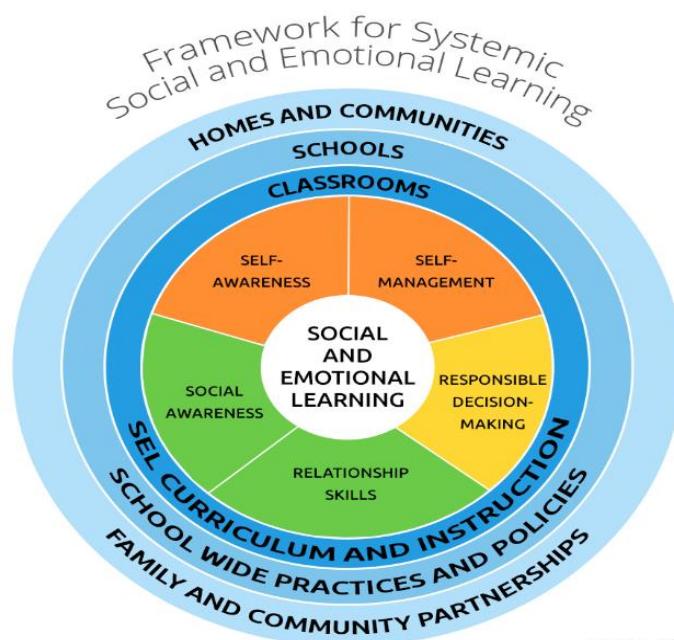 Framework for Systemic
Social and Emotional Learning
HOMES AND COMMUNITIES
SCHOOLS
CLASSROOMS
SELF-
AWARENESS
SELF-
MANAGEMENT
SOCIAL
AND
EMOTIONAL
LEARNING
SOCIAL
AWARENESS
RESPONSIBLE
DECISION-
MAKING
RELATIONSHIP
SKILLS
SEL CURRICULUM AND INSTRUCTION
SCHOOL WIDE PRACTICES AND POLICIES
FAMILY AND COMMUNITY PARTNERSHIPS